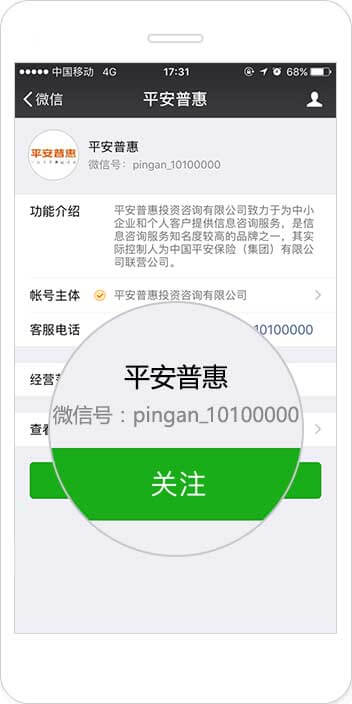 中国移动 4G 17:31 68%
微信 平安普惠
平安普惠
平安普惠
微信号：pingan_10100000
功能介绍 平安普惠投资咨询有限公司致力于为中小
企业和个人客户提供信息咨询服务，是信
息咨询服务知名度较高的品牌之一，其实
际控制人为中国平安保险（集团）有限公
司联营公司。
帐号主体 平安普惠投资咨询有限公司
客服电话 10100000
平安普惠
经营
微信号：pingan_10100000
查
关注